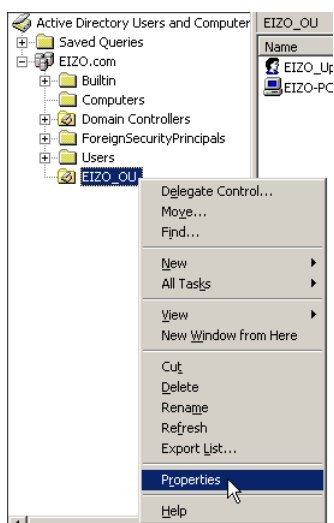 Active Directory Users and Computer
Saved Queries
EIZO.com
Builtin
Computers
Domain Controllers
ForeignSecurityPrincipals
Users
EIZO_OU
EIZO_OU
Name
EIZO_Up
EIZO-PC
Delegate Control...
Move...
Find...
New
All Tasks
View
New Window from Here
Cut
Delete
Rename
Refresh
Export List...
Properties
Help